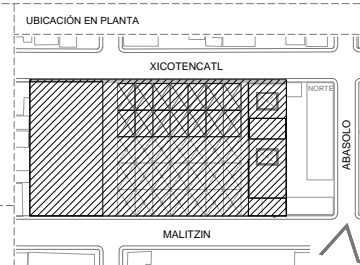 UBICACIÓN EN PLANTA
XICOTENCATL
NORTE
ABASOLO
MALITZIN